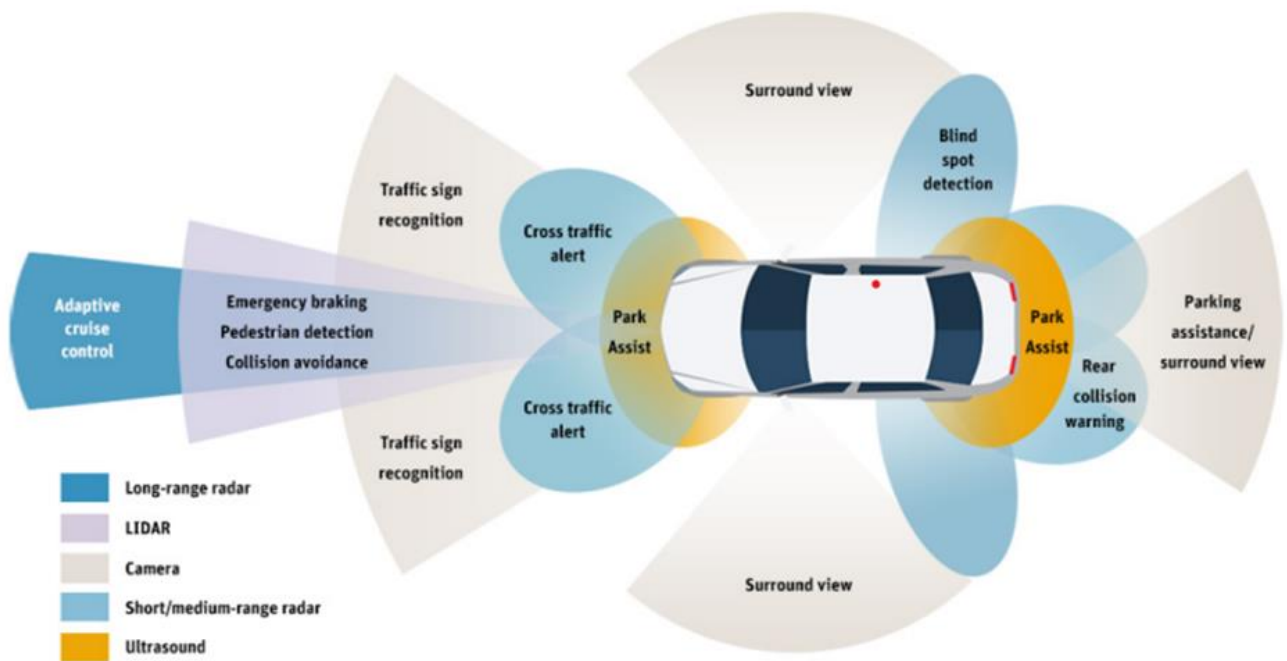 Surround view
Blind
spot
detection
Traffic sign
recognition
Cross traffic
alert
Adaptive
cruise
control
Emergency braking
Pedestrian detection
Collision avoidance
Park
Assist
Park
Assist
Parking
assistance/
surround view
Rear
collision
warning
Cross traffic
alert
Traffic sign
recognition
Surround view
Long-range radar
LIDAR
Camera
Short/medium-range radar
Ultrasound